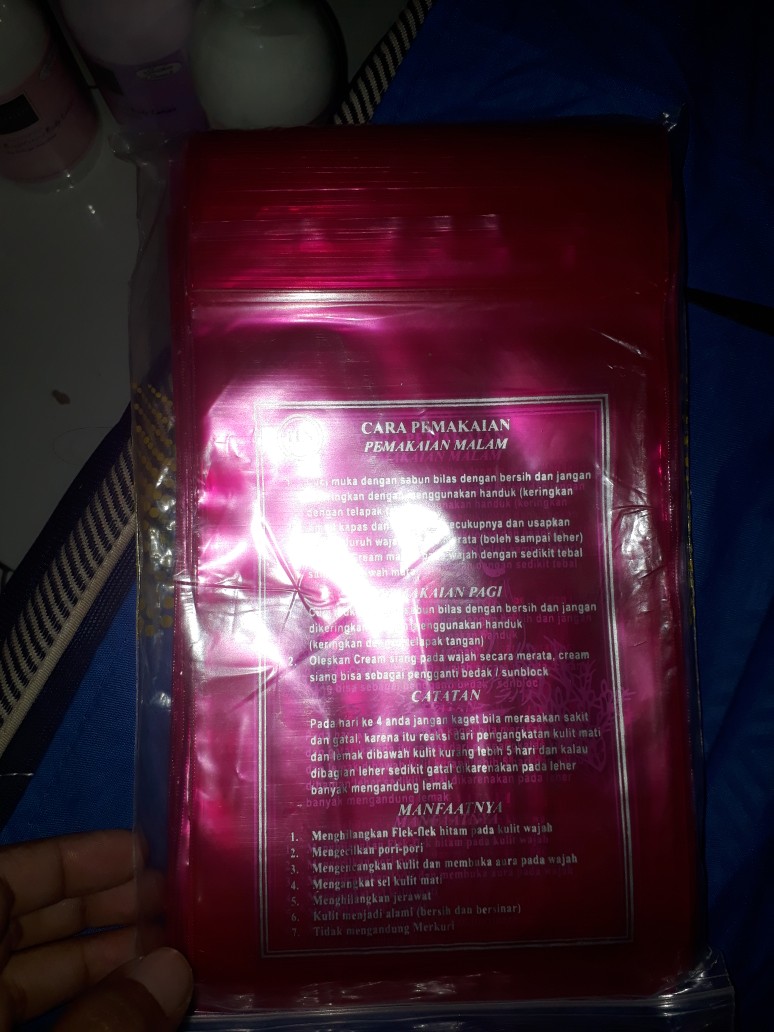 CARA PEMAKAIAN
PEMAKAIAN MALAM
muka dengan sabun bilas dengan bersih dan jangan
keringkan dengan menggunakan handuk (keringkan
dengan telapak
kapas dan secukupnya dan usapkan
merata (boleh sampai leher)
Cream pada wajah dengan sedikit tebal
PEMAKAIAN PAGI
sabun bilas dengan bersih dan jangan
dikeringkan menggunakan handuk
(keringkan dengan telapak tangan)
2. Oleskan Cream siang pada wajah secara merata, cream
siang bisa sebagai pengganti bedak / sunblock
CATATAN
Pada hari ke 4 anda jangan kaget bila merasakan sakit
dan gatal, karena itu reaksi dari pengangkatan kulit mati
dan lemak dibawah kulit kurang lebih 5 hari dan kalau
dibagian leher sedikit gatal dikarenakan pada leher
banyak mengandung lemak
MANFAATNYA
1. Menghilangkan Flek-flek hitam pada kulit wajah
2. Mengecilkan pori-pori
3. Mengencangkan kulit dan membuka aura pada wajah
4. Mengangkat sel kulit mati
5. Menghilangkan jerawat
6. Kulit menjadi alami (bersih dan bersinar)
7. Tidak mengandung Merkuri